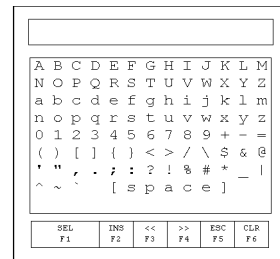 A B C D E F G H I J K L M
N O P Q R S T U V W X Y Z
a b c d e f g h i j k l m
n o p q r s t u v w x y z
0 1 2 3 4 5 6 7 8 9 + - =
( ) [ ] { } < > / \ $ & @
' " , . ; : ? ! % # * _ |
^ ~ ` [ s p a c e ]
SEL INS << >> ESC CLR
F1 F2 F3 F4 F5 F6